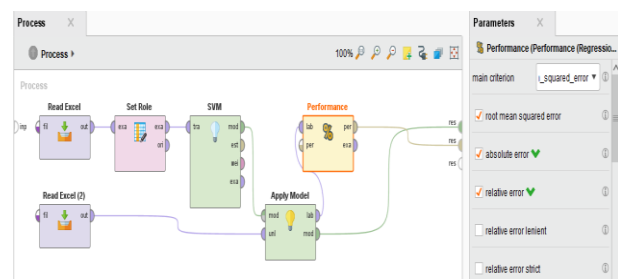 Process
Parameters
Process
100%
Performance (Performance (Regressio...
Process
main criterion
_squared_error
Read Excel
Set Role
SVM
Performance
inp
fil
out
exa
exa
ori
tra
mod
est
wei
exa
lab
per
per
exa
res
res
res
root mean squared error
absolute error
relative error
relative error lenient
relative error strict
Read Excel (2)
Apply Model
fil
out
mod
lab
unl
mod